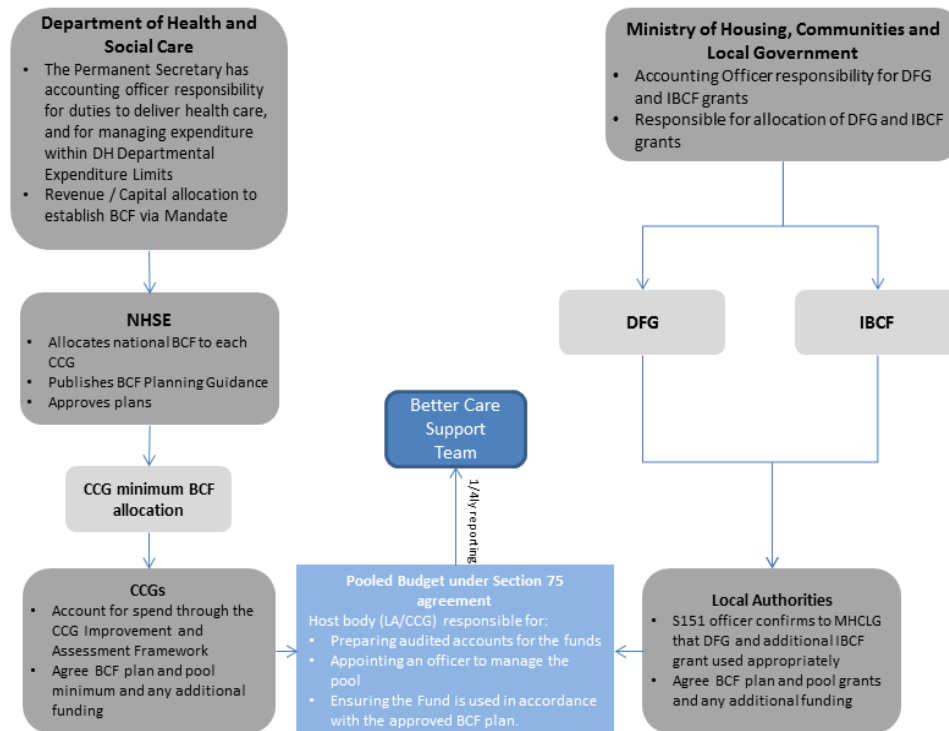 Department of Health and
Social Care
• The Permanent Secretary has
accounting officer responsibility
for duties to deliver health care,
and for managing expenditure
within DH Departmental
Expenditure Limits
• Revenue / Capital allocation to
establish BCF via Mandate
Ministry of Housing, Communities and
Local Government
• Accounting Officer responsibility for DFG
and IBCF grants
• Responsible for allocation of DFG and IBCF
grants
NHSE
• Allocates national BCF to each
CCG
• Publishes BCF Planning Guidance
• Approves plans
DFG
IBCF
Better Care
Support
Team
1/4ly reporting
CCG minimum BCF
allocation
CCGs
• Account for spend through the
CCG Improvement and
Assessment Framework
• Agree BCF plan and pool
minimum and any additional
funding
Pooled Budget under Section 75
agreement
Host body (LA/CCG) responsible for:
• Preparing audited accounts for the funds
• Appointing an officer to manage the
pool
• Ensuring the Fund is used in accordance
with the approved BCF plan.
Local Authorities
• S151 officer confirms to MHCLG
that DFG and additional IBCF
grant used appropriately
• Agree BCF plan and pool grants
and any additional funding